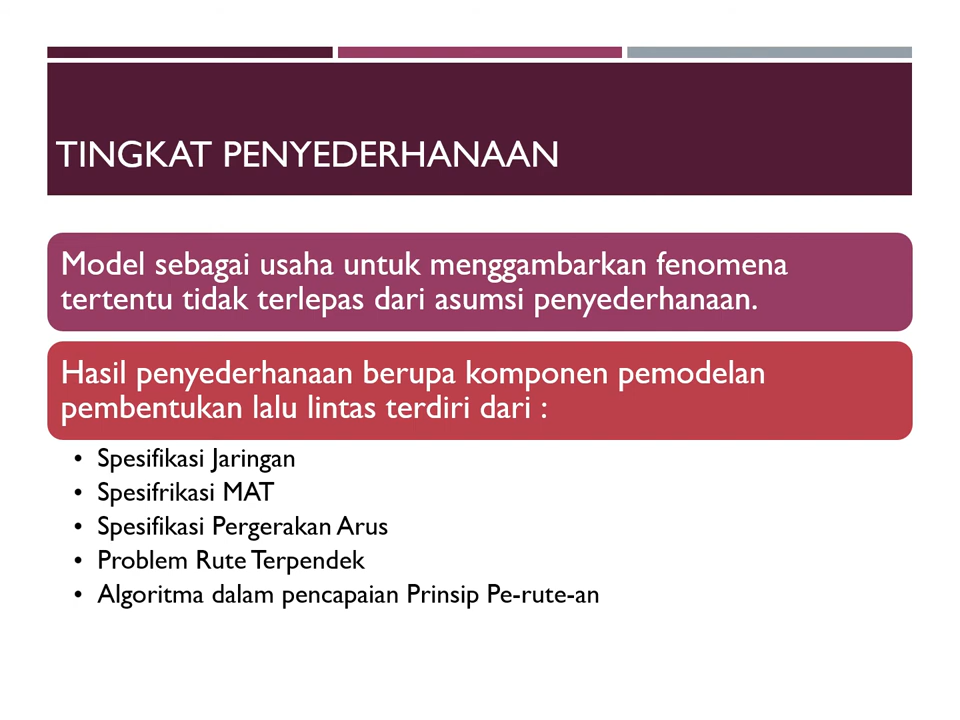 TINGKAT PENYEDERHANAAN
Model sebagai usaha untuk menggambarkan fenomena
tertentu tidak terlepas dari asumsi penyederhanaan.
Hasil penyederhanaan berupa komponen pemodelan
pembentukan lalu lintas terdiri dari :
• Spesifikasi Jaringan
• Spesifrikasi MAT
• Spesifikasi Pergerakan Arus
• Problem Rute Terpendek
• Algoritma dalam pencapaian Prinsip Pe-rute-an